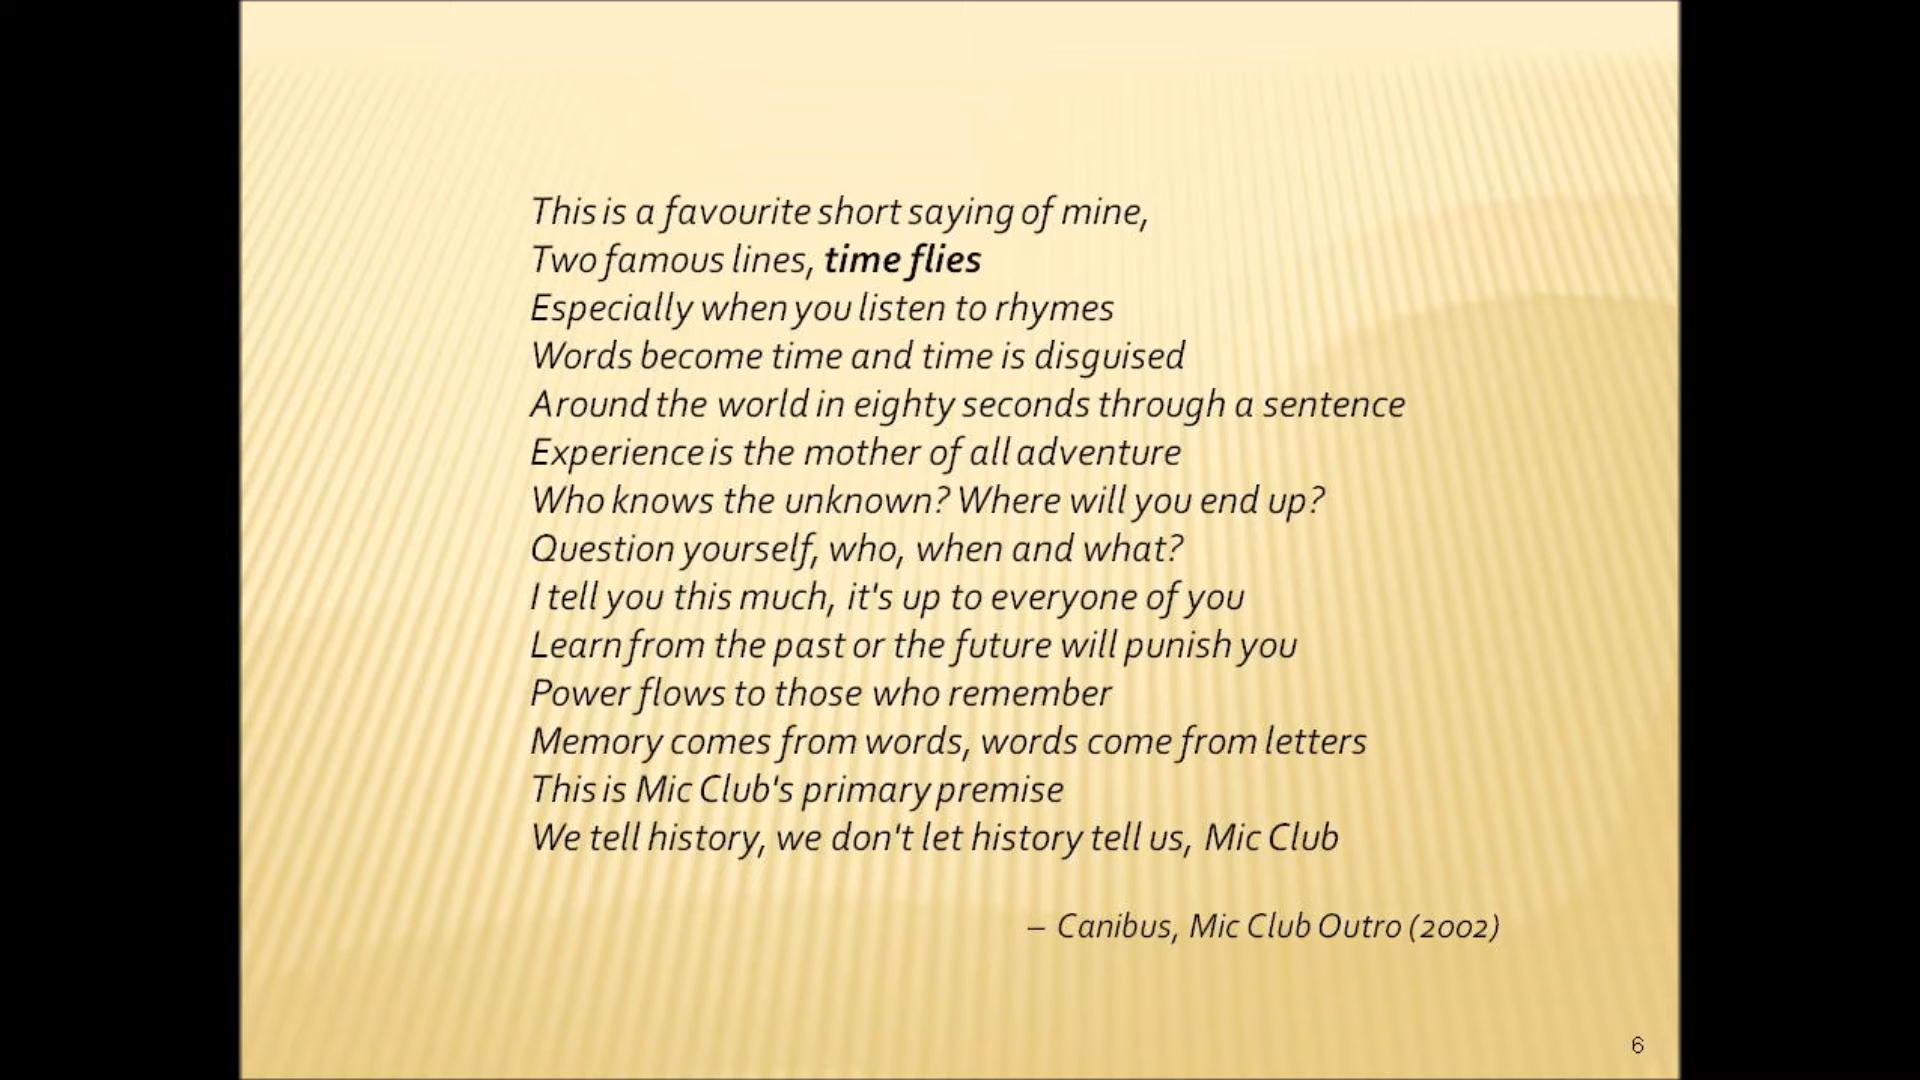 This is a favourite short saying of mine,
Two famous lines, time flies
Especially when you listen to rhymes
Words become time and time is disguised
Around the world in eighty seconds through a sentence
Experience is the mother of all adventure
Who knows the unknown? Where will you end up?
Question yourself, who, when and what?
I tell you this much, it's up to everyone of you
Learn from the past or the future will punish you
Power flows to those who remember
Memory comes from words, words come from letters
This is Mic Club's primary premise
We tell history, we don't let history tell us, Mic Club
– Canibus, Mic Club Outro (2002)
6